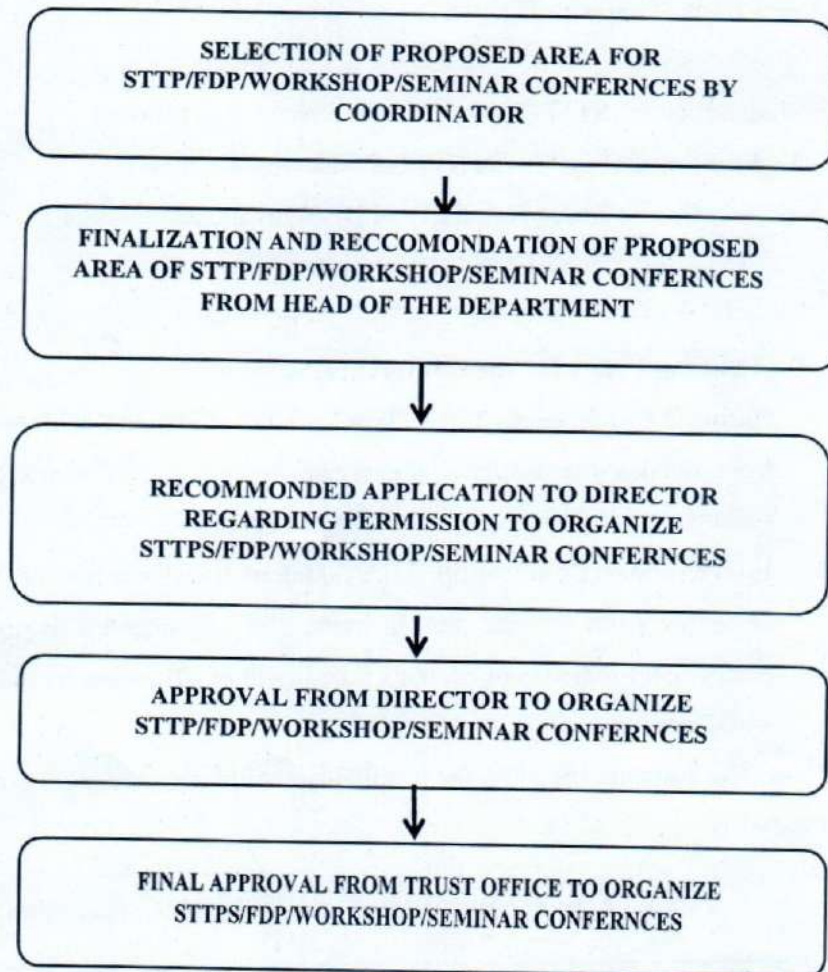 SELECTION OF PROPOSED AREA FOR
STTP/FDP/WORKSHOP/SEMINAR CONFERNCES BY
COORDINATOR
FINALIZATION AND RECCOMONDATION OF PROPOSED
AREA OF STTP/FDP/WORKSHOP/SEMINAR CONFERNCES
FROM HEAD OF THE DEPARTMENT
RECOMMONDED APPLICATION TO DIRECTOR
REGARDING PERMISSION TO ORGANIZE
STTPS/FDP/WORKSHOP/SEMINAR CONFERNCES
APPROVAL FROM DIRECTOR TO ORGANIZE
STTP/FDP/WORKSHOP/SEMINAR CONFERNCES
FINAL APPROVAL FROM TRUST OFFICE TO ORGANIZE
STTPS/FDP/WORKSHOP/SEMINAR CONFERNCES